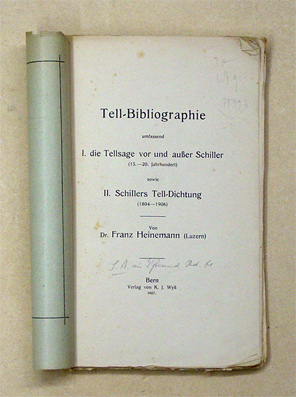 Tell-Bibliographie
umfassend
I. die Tellsage vor und außer Schiller
(15.—20. Jahrhundert)
sowie
II. Schillers Tell-Dichtung
(1804—1906)
Von
Dr. Franz Heinemann (Luzern)
Bern
Verlag von K. J. Wyß
1907.